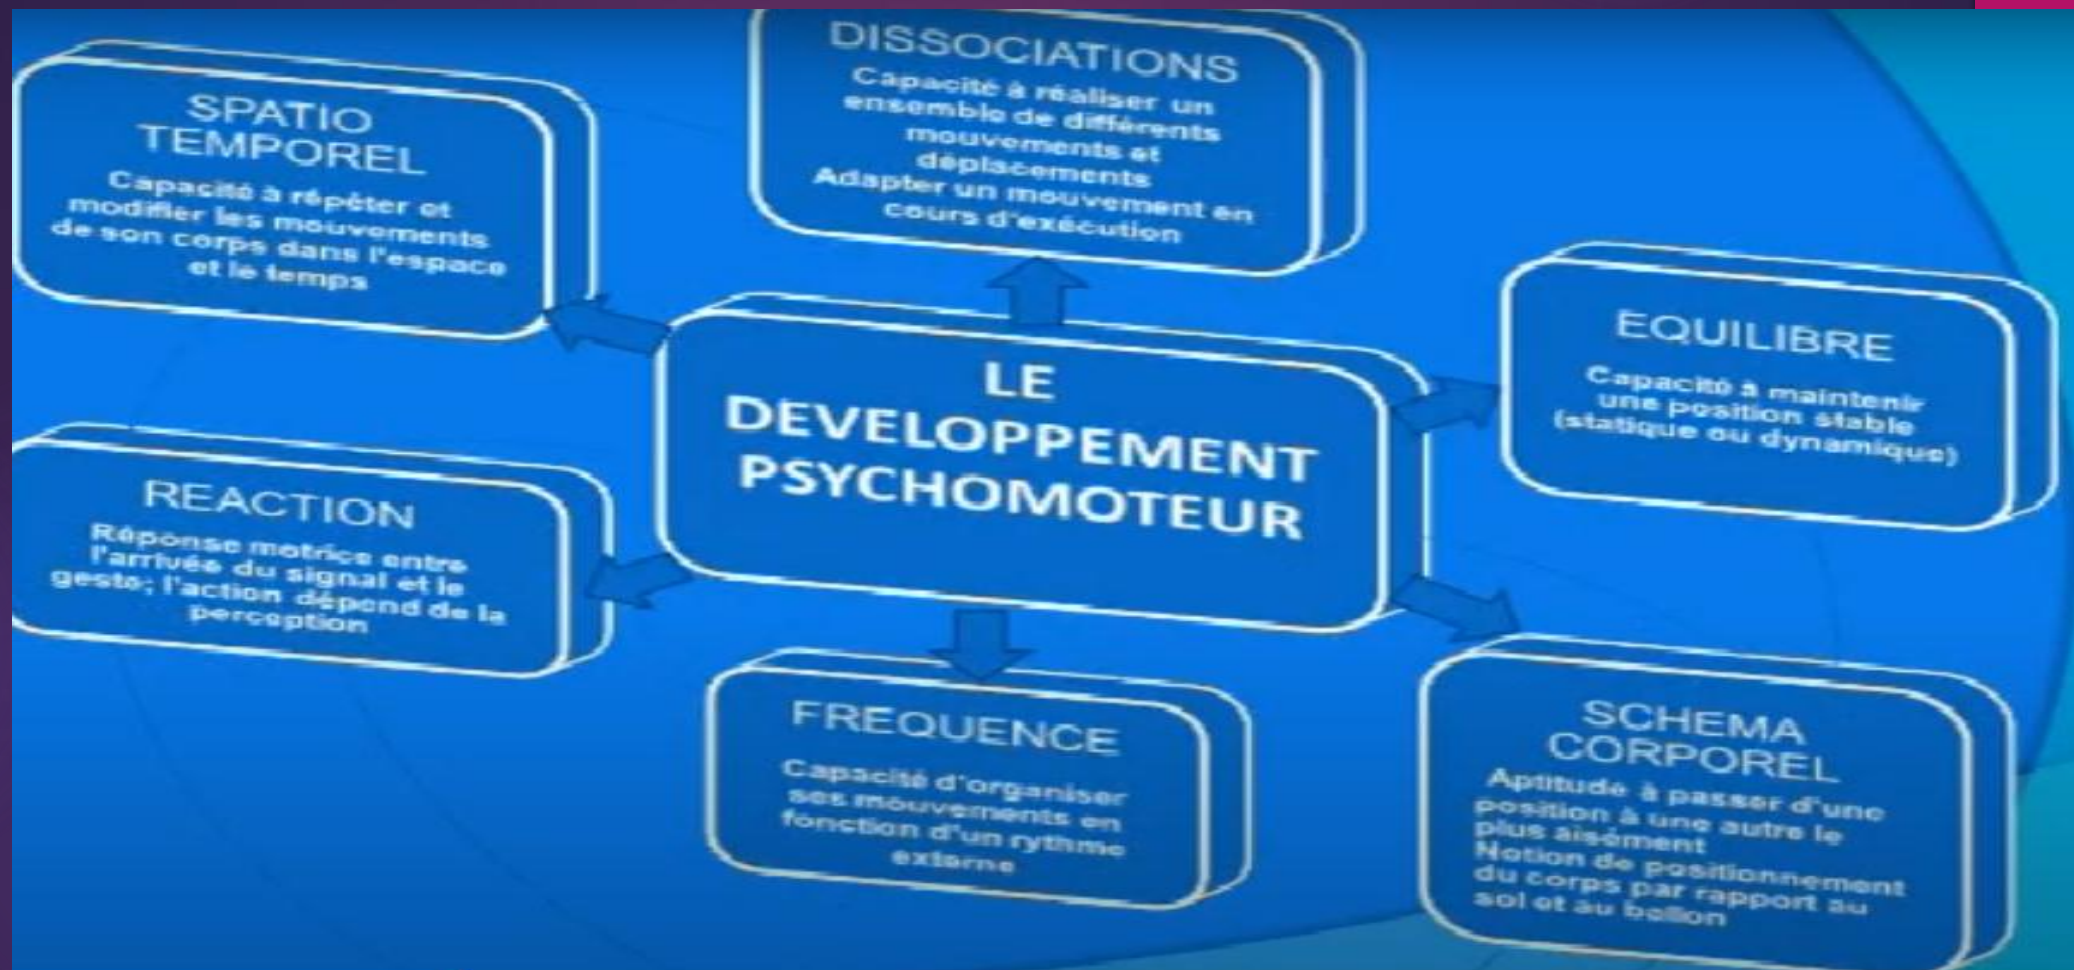 DISSOCIATIONS
Capacité à réaliser un
ensemble de différents
mouvements et
déplacements
Adapter un mouvement en
cours d'exécution
SPATIO
TEMPOREL
Capacité à répéter et
modifier les mouvements
de son corps dans l'espace
et le temps
EQUILIBRE
Capacité à maintenir
une position stable
(statique ou dynamique)
LE
DEVELOPPEMENT
PSYCHOMOTEUR
REACTION
Réponse motrice entre
l'arrivée du signal et le
geste; l'action dépend de la
perception
FREQUENCE
Capacité d'organiser
ses mouvements en
fonction d'un rythme
externe
SCHEMA
CORPOREL
Aptitude à passer d'une
position à une autre le
plus aisément
Notion de positionnement
du corps par rapport au
sol et au ballon